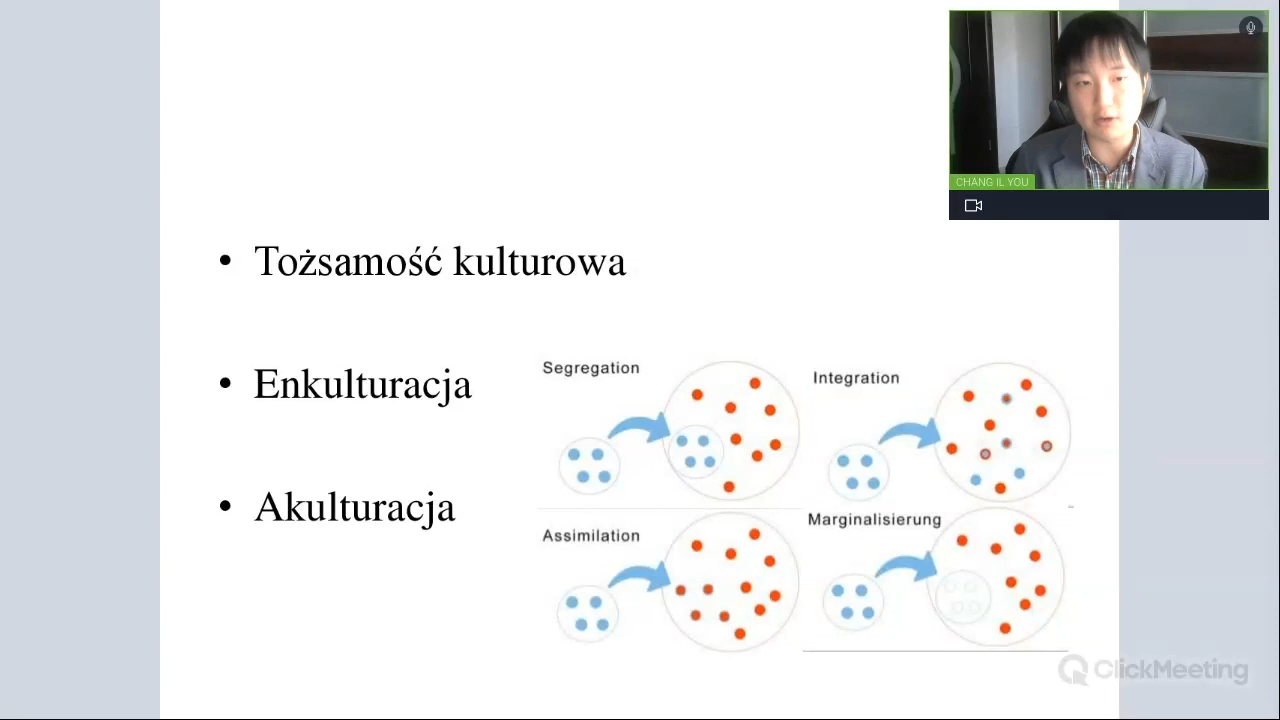 CHANG IL YOU
• Tożsamość kulturowa
• Enkulturacja
• Akulturacja
Segregation
Integration
Assimilation
Marginalisierung
ClickMeeting